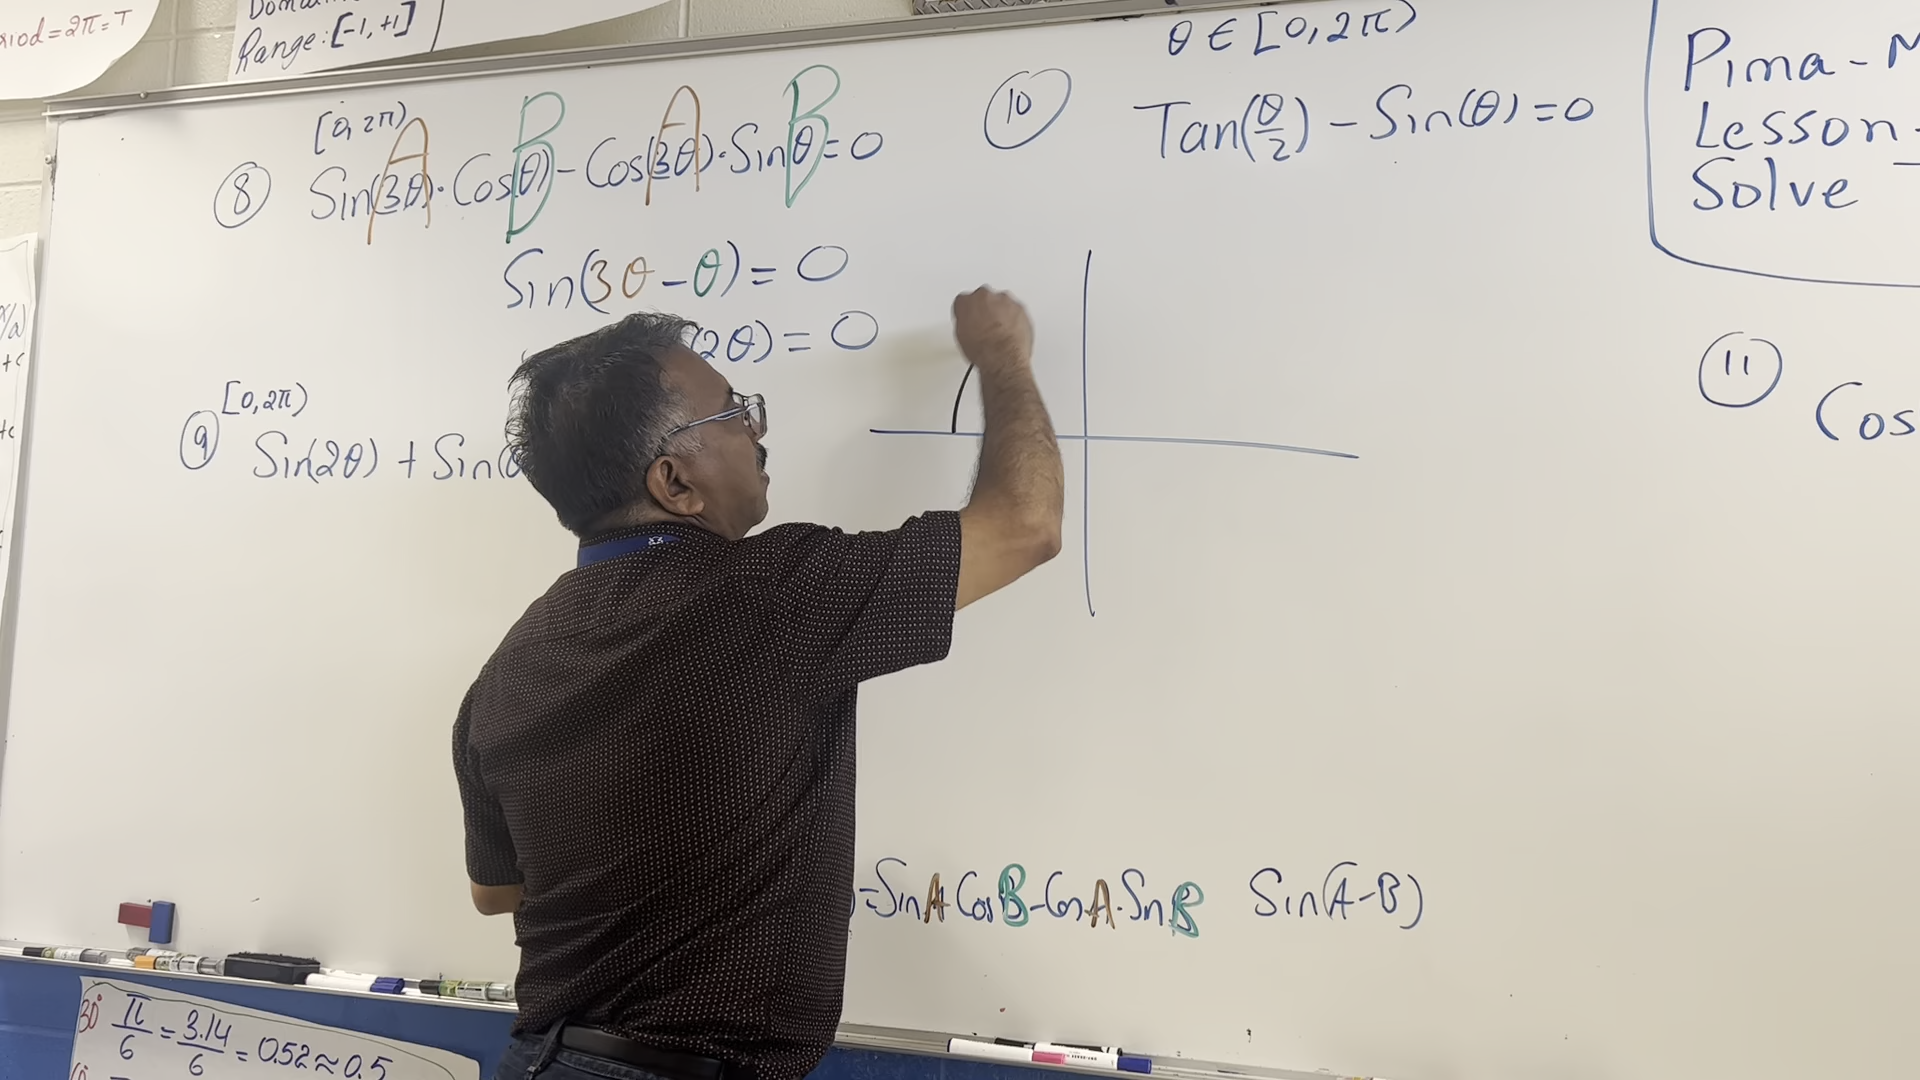 riod=2π=T
Range:[-1,+1]
[0,2π)
⑧ Sin(3θ)·Cos(θ)-Cos(3θ)·Sinθ=0
A B A B
Sin(3θ-θ)=0
(2θ)=0
[0,2π)
⑨ Sin(2θ)+Sin(θ
θ∈[0,2π)
⑩ Tan(θ/2)-Sin(θ)=0
Pima-M
Lesson-
Solve
⑪ Cos
)=SinA·CosB-CosA·SinB Sin(A-B)
30° π/6=3.14/6=0.52≈0.5